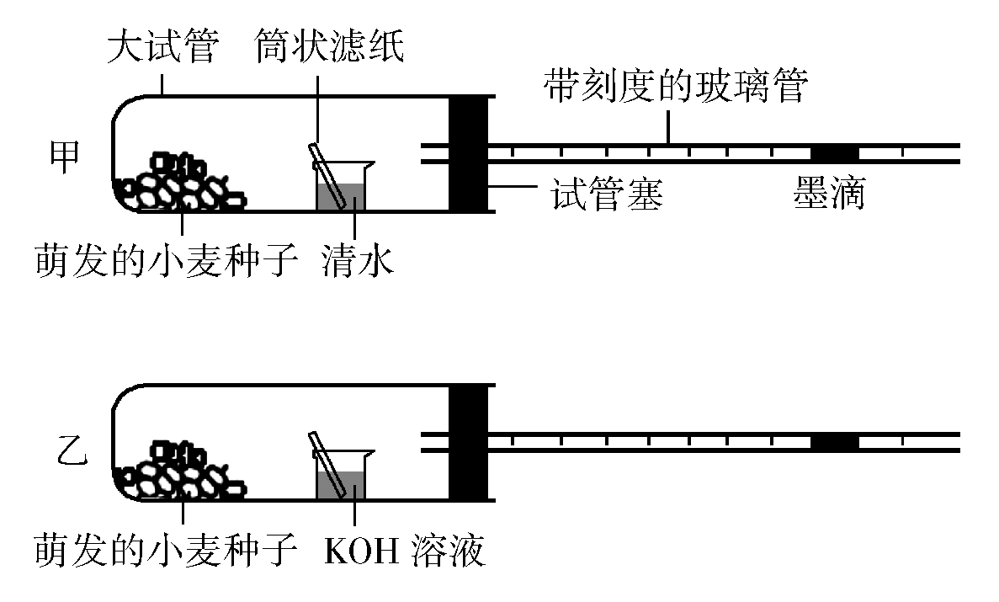 大试管 筒状滤纸
带刻度的玻璃管
甲
试管塞 墨滴
萌发的小麦种子 清水
乙
萌发的小麦种子 KOH 溶液